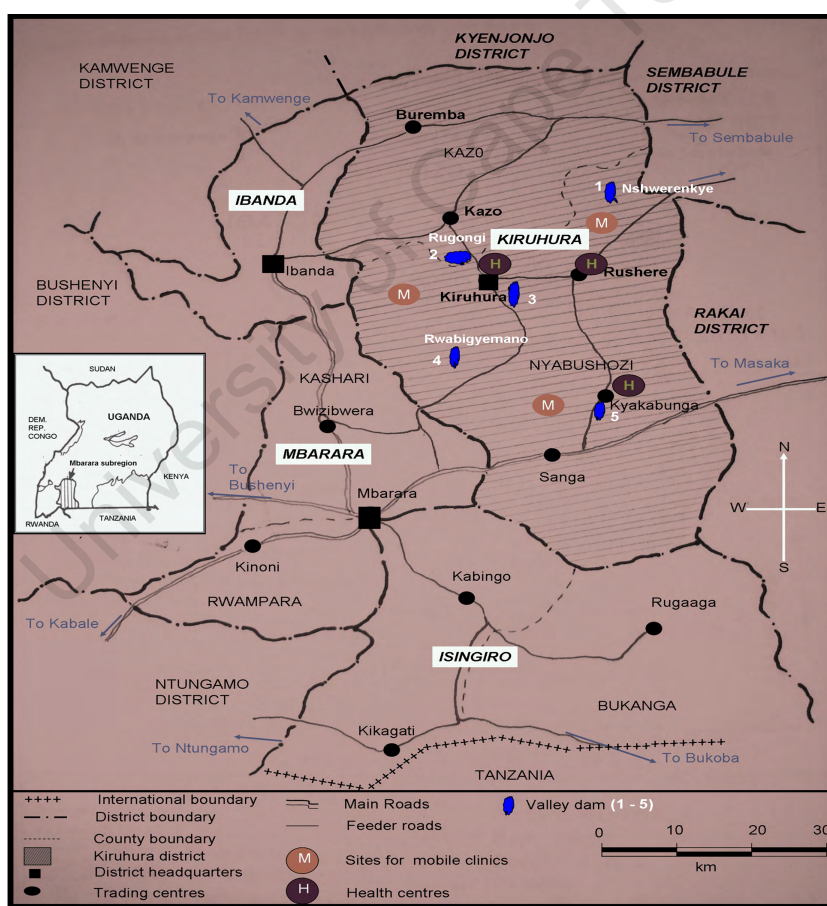 University of Cape To
KYENJONJO
DISTRICT
KAMWENGE
DISTRICT
SEMBABULE
DISTRICT
To Kamwenge
Buremba
To Sembabule
KAZ0
1
Nshwerenkye
IBANDA
Kazo
M
Rugongi
KIRUHURA
2
H
H
Ibanda
Rushere
BUSHENYI
DISTRICT
M
Kiruhura
3
RAKAI
DISTRICT
Rwabigyemano
4
NYABUSHOZI
To Masaka
KASHARI
H
Bwizibwera
M
Kyakabunga
5
MBARARA
Sanga
SUDAN
DEM.
REP.
CONGO
UGANDA
Mbarara subregion
KENYA
RWANDA
TANZANIA
To
Bushenyi
Mbarara
N
W
E
S
Kinoni
Kabingo
RWAMPARA
Rugaaga
To Kabale
ISINGIRO
NTUNGAMO
DISTRICT
BUKANGA
Kikagati
To Ntungamo
To Bukoba
TANZANIA
International boundary
District boundary
County boundary
Kiruhura district
District headquarters
Trading centres
Main Roads
Feeder roads
M
Sites for mobile clinics
H
Health centres
Valley dam (1 - 5)
0 10 20 30
km